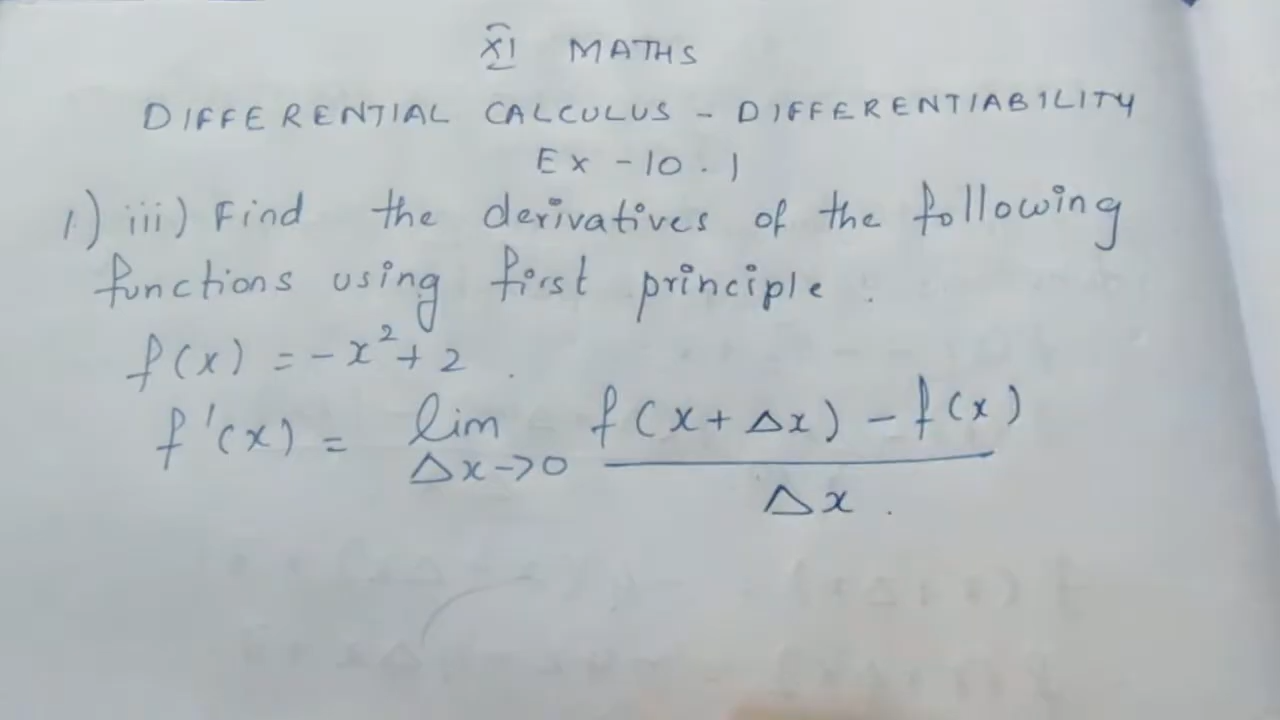 XI MATHS
DIFFERENTIAL CALCULUS - DIFFERENTIABILITY
EX - 10.1
1) iii) Find the derivatives of the following
functions using first principle.
f(x) = -x² + 2.
f'(x) = lim Δx->0 f(x+Δx) - f(x) / Δx.